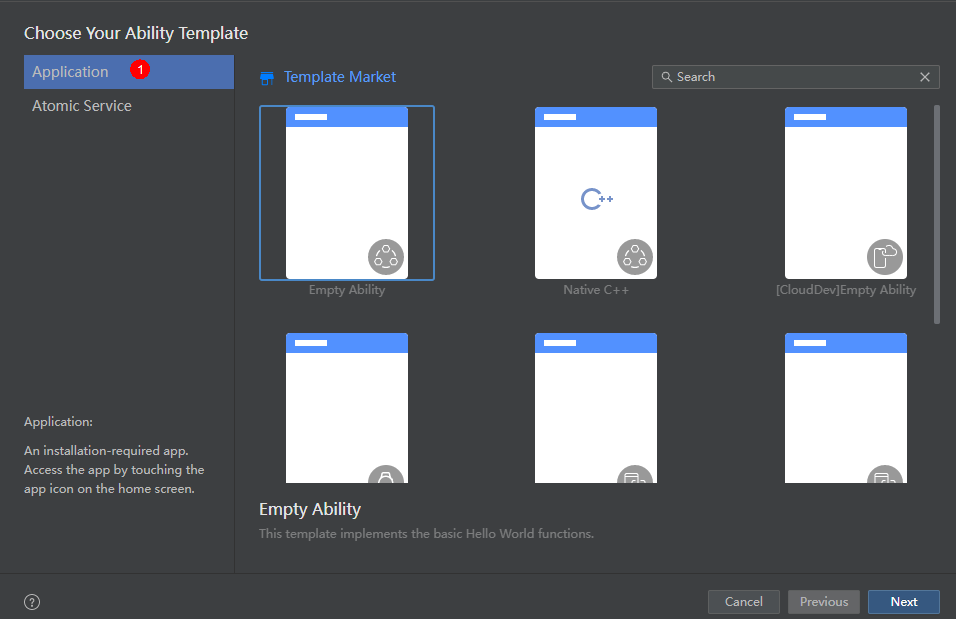 Choose Your Ability Template
Application 1
Atomic Service
Template Market
Search
C++
Empty Ability
Native C++
[CloudDev]Empty Ability
Application:
An installation-required app.
Access the app by touching the
app icon on the home screen.
Empty Ability
This template implements the basic Hello World functions.
?
Cancel
Previous
Next